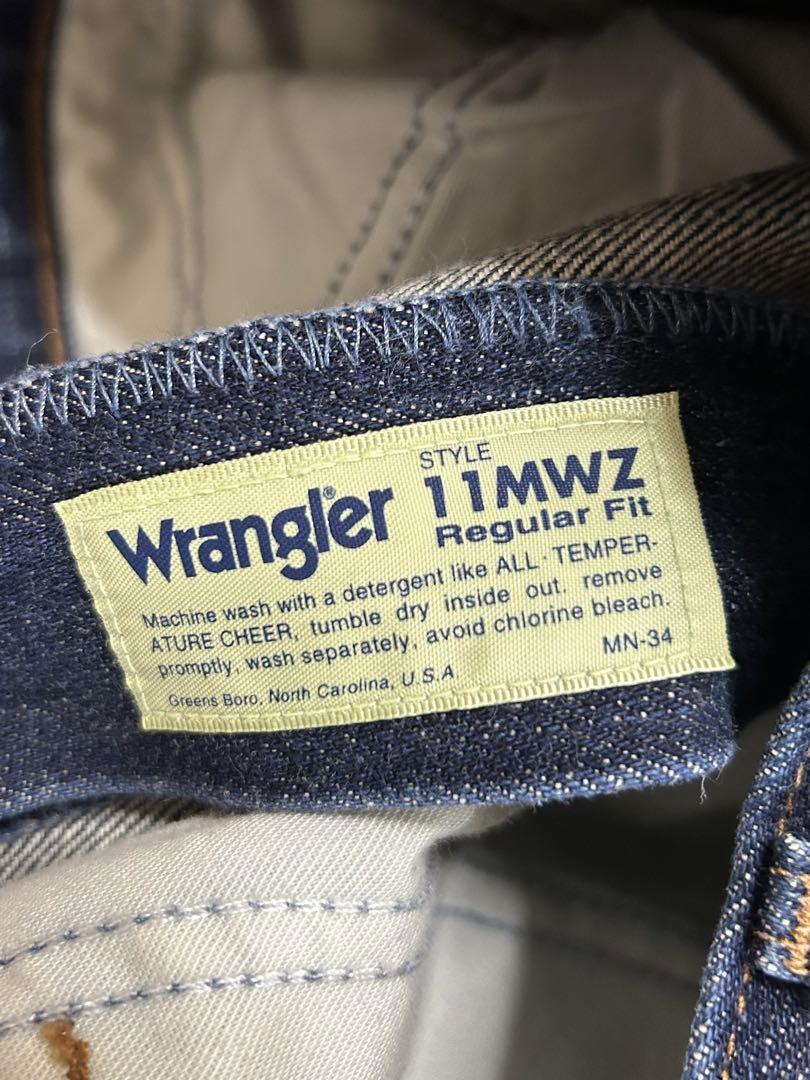 STYLE
Wrangler® 11MWZ
Regular Fit
Machine wash with a detergent like ALL·TEMPER-
ATURE CHEER, tumble dry inside out. remove
promptly, wash separately, avoid chlorine bleach.
MN-34
Greens Boro. North Carolina, U.S.A